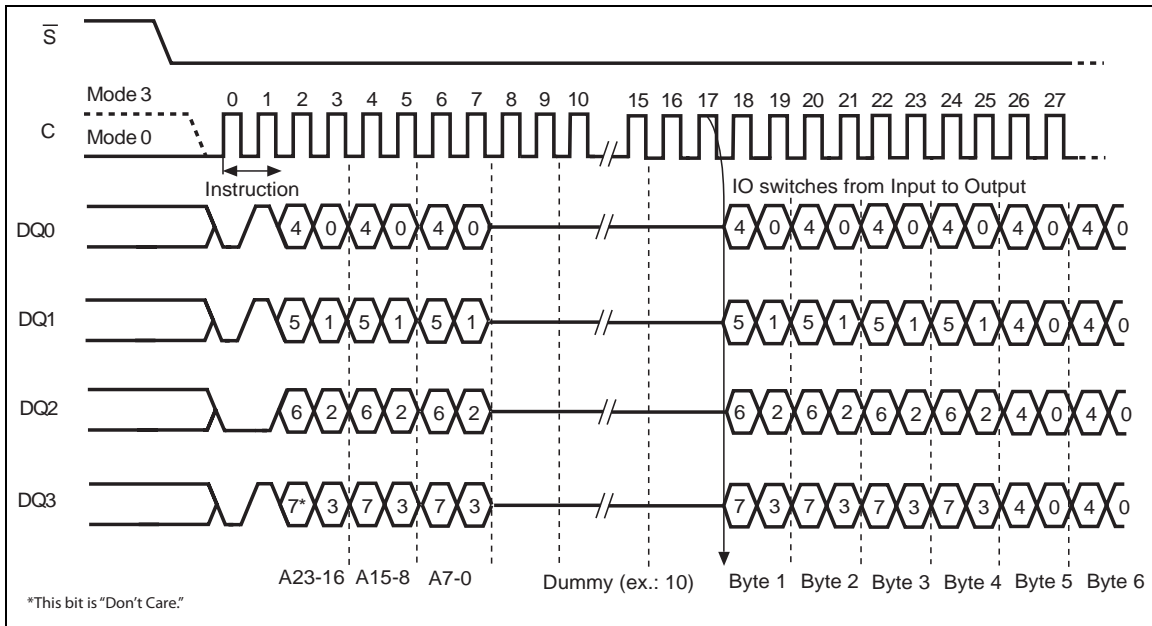 S
Mode 3
0 1 2 3 4 5 6 7 8 9 10 15 16 17 18 19 20 21 22 23 24 25 26 27
C
Mode 0
Instruction
IO switches from Input to Output
DQ0 4 0 4 0 4 0 4 0 4 0 4 0 4 0 4 0 4 0
DQ1 5 1 5 1 5 1 5 1 5 1 5 1 5 1 4 0 4 0
DQ2 6 2 6 2 6 2 6 2 6 2 6 2 6 2 4 0 4 0
DQ3 7* 3 7 3 7 3 7 3 7 3 7 3 7 3 4 0 4 0
A23-16 A15-8 A7-0 Dummy (ex.: 10) Byte 1 Byte 2 Byte 3 Byte 4 Byte 5 Byte 6
*This bit is “Don’t Care.”